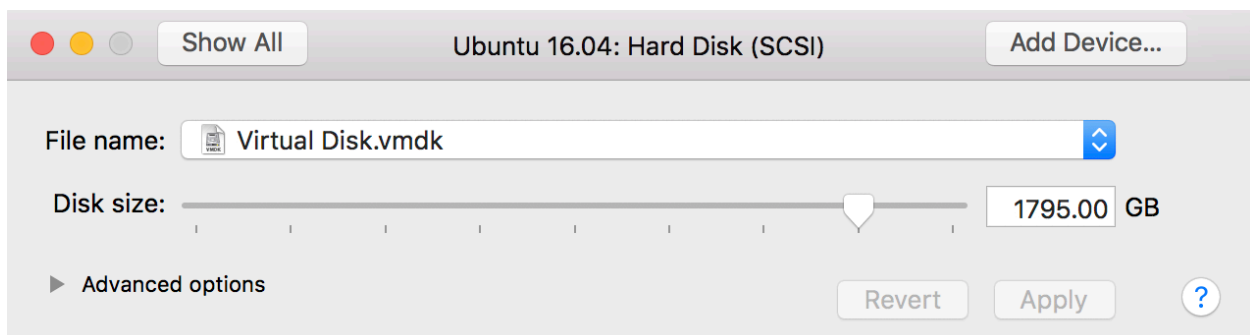 Show All Ubuntu 16.04: Hard Disk (SCSI) Add Device...
File name: VMDK Virtual Disk.vmdk
Disk size: 1795.00 GB
Advanced options Revert Apply ?